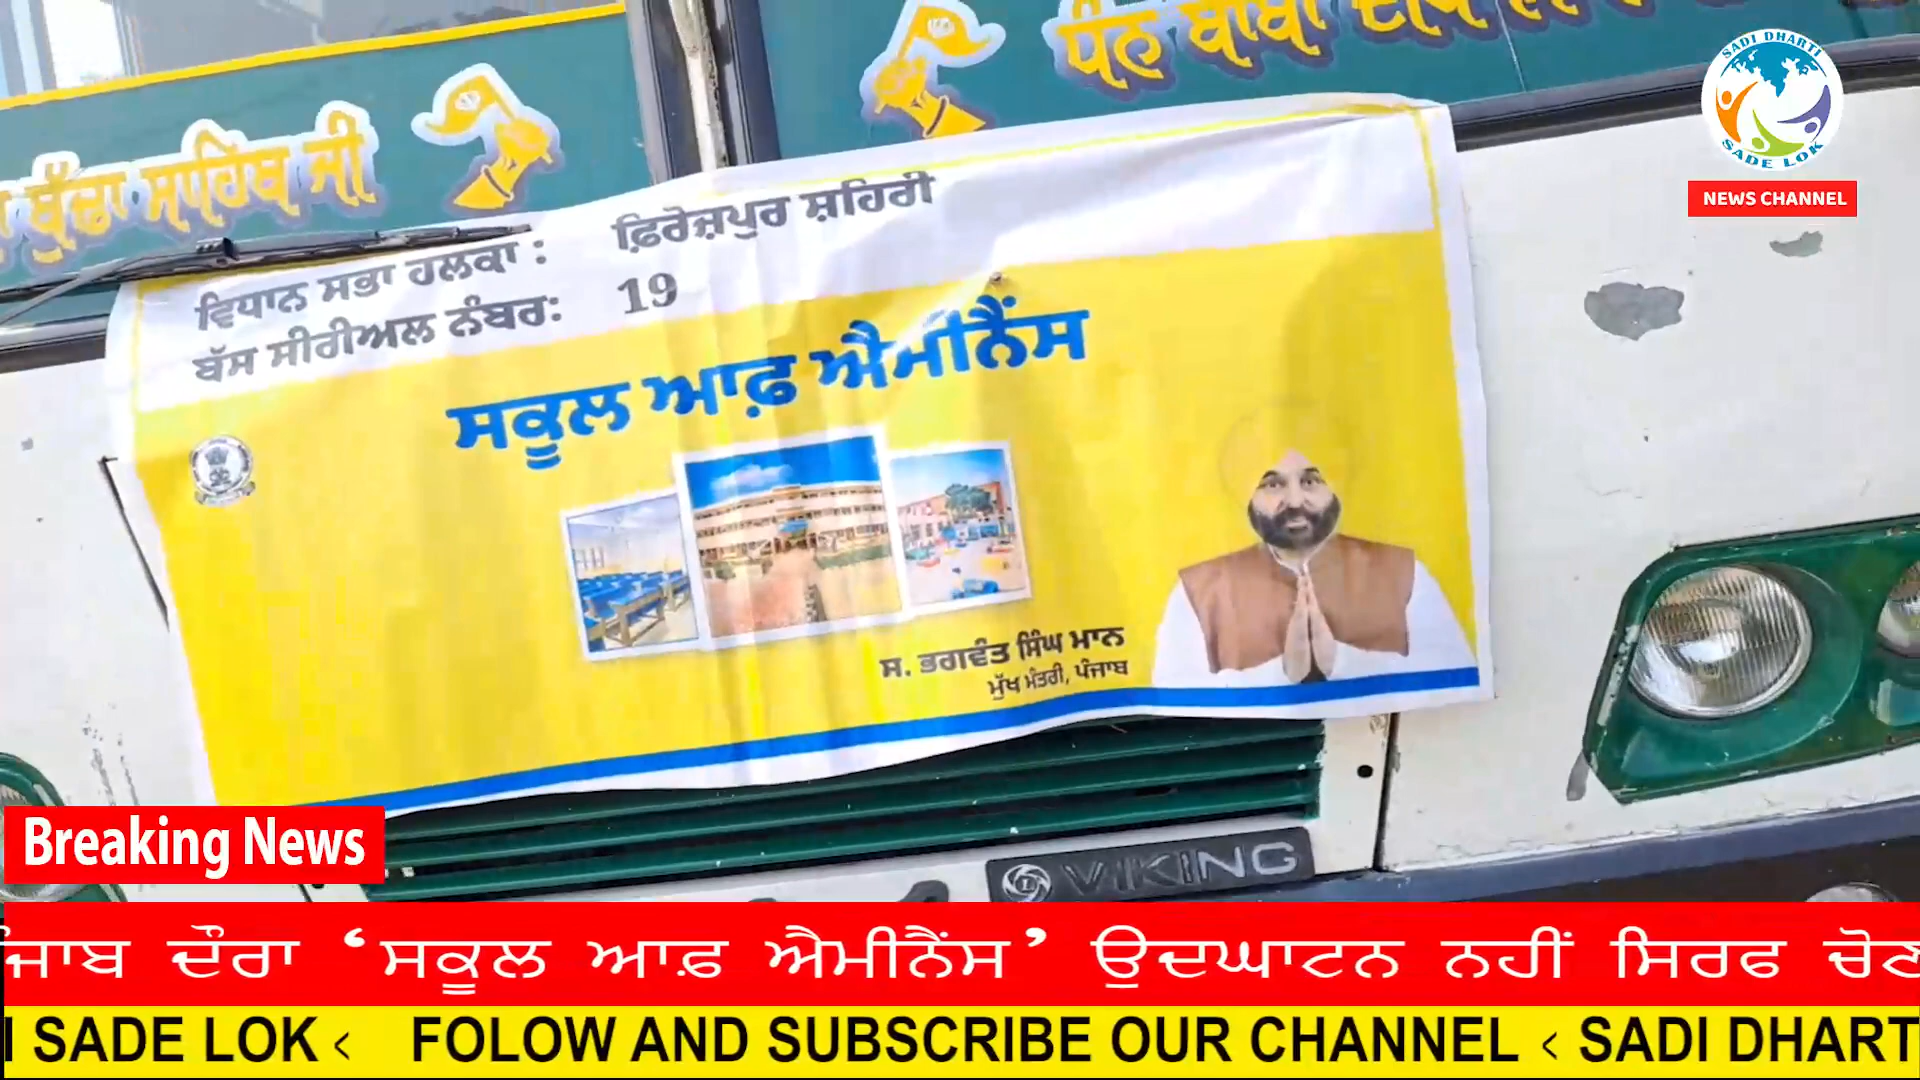 ਧੰਨ ਬਾਬਾ
ਬੁੱਢਾ ਸਾਹਿਬ ਜੀ
SADI DHARTI
SADE LOK
NEWS CHANNEL
ਵਿਧਾਨ ਸਭਾ ਹਲਕਾ : ਫ਼ਿਰੋਜ਼ਪੁਰ ਸ਼ਹਿਰੀ
ਬੱਸ ਸੀਰੀਅਲ ਨੰਬਰ: 19
ਸਕੂਲ ਆਫ਼ ਐਮੀਨੈਂਸ
ਸ. ਭਗਵੰਤ ਸਿੰਘ ਮਾਨ
ਮੁੱਖ ਮੰਤਰੀ, ਪੰਜਾਬ
VIKING
Breaking News
ਜਾਬ ਦੌਰਾ ‘ਸਕੂਲ ਆਫ਼ ਐਮੀਨੈਂਸ’ ਉਦਘਾਟਨ ਨਹੀਂ ਸਿਰਫ ਚੋਣ
I SADE LOK ‹ FOLOW AND SUBSCRIBE OUR CHANNEL ‹ SADI DHART